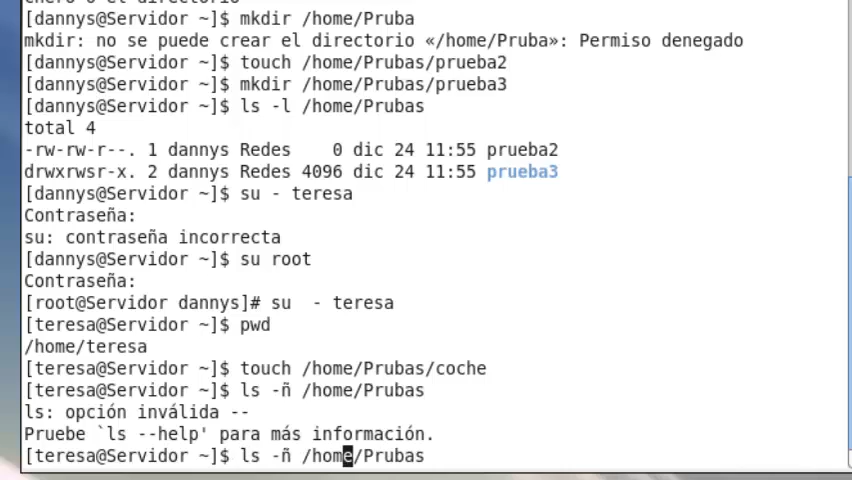 [dannys@Servidor ~]$ mkdir /home/Pruba
mkdir: no se puede crear el directorio «/home/Pruba»: Permiso denegado
[dannys@Servidor ~]$ touch /home/Prubas/prueba2
[dannys@Servidor ~]$ mkdir /home/Prubas/prueba3
[dannys@Servidor ~]$ ls -l /home/Prubas
total 4
-rw-rw-r--. 1 dannys Redes    0 dic 24 11:55 prueba2
drwxrwsr-x. 2 dannys Redes 4096 dic 24 11:55 prueba3
[dannys@Servidor ~]$ su - teresa
Contraseña:
su: contraseña incorrecta
[dannys@Servidor ~]$ su root
Contraseña:
[root@Servidor dannys]# su  - teresa
[teresa@Servidor ~]$ pwd
/home/teresa
[teresa@Servidor ~]$ touch /home/Prubas/coche
[teresa@Servidor ~]$ ls -ñ /home/Prubas
ls: opción inválida --
Pruebe `ls --help' para más información.
[teresa@Servidor ~]$ ls -ñ /home/Prubas